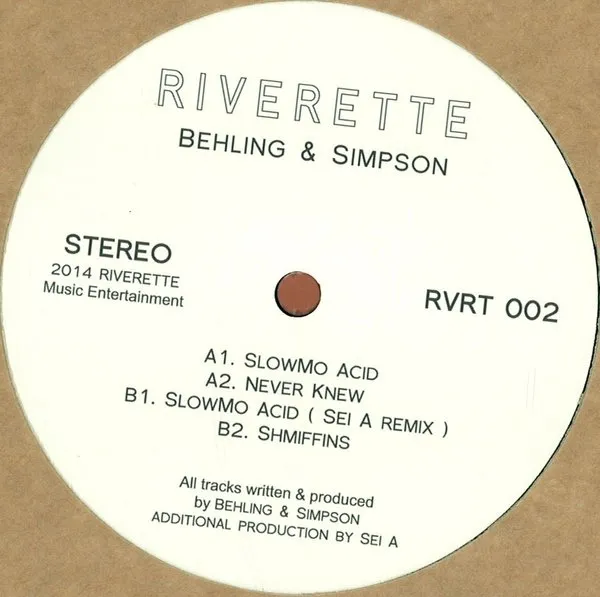 RIVERETTE
BEHLING & SIMPSON
STEREO
2014 RIVERETTE
Music Entertainment
RVRT 002
A1. SLOWMO ACID
A2. NEVER KNEW
B1. SLOWMO ACID ( SEI A REMIX )
B2. SHMIFFINS
All tracks written & produced
by BEHLING & SIMPSON
ADDITIONAL PRODUCTION BY SEI A